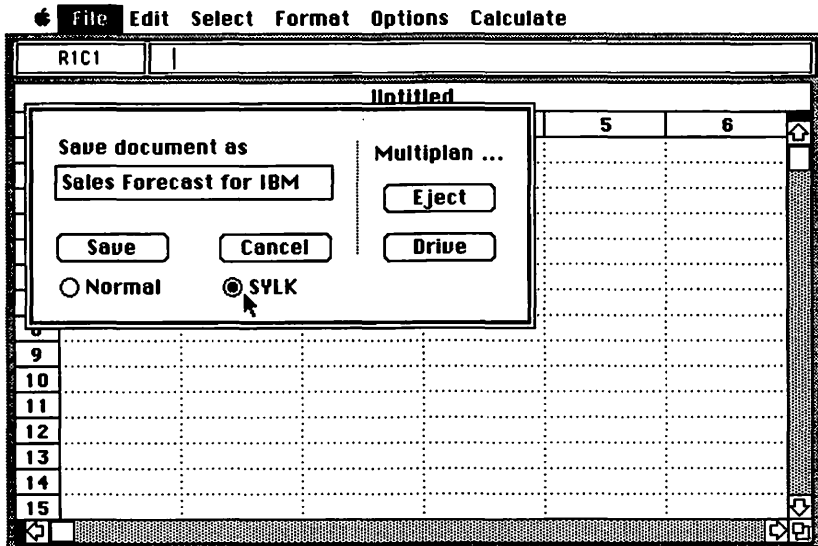 File Edit Select Format Options Calculate
R1C1
Untitled
5 6
Save document as
Multiplan ...
Sales Forecast for IBM
Eject
Save Cancel Drive
Normal SYLK
8
9
10
11
12
13
14
15